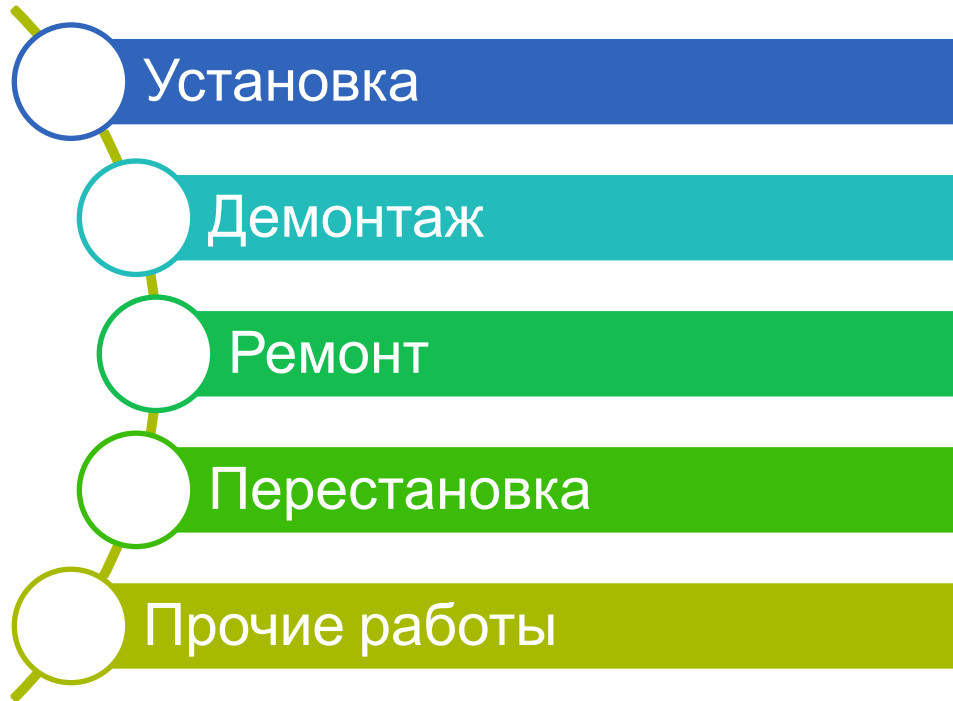 Установка
Демонтаж
Ремонт
Перестановка
Прочие работы